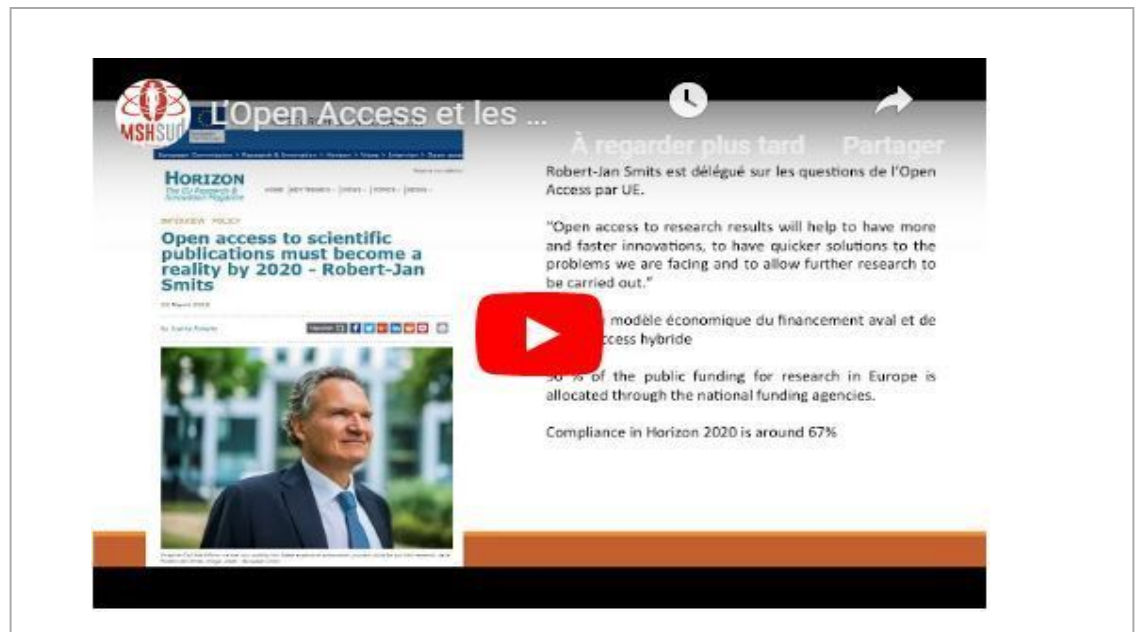 MSHSUD
L'Open Access et les ...
À regarder plus tard
Partager
HORIZON
The EU Research &
Innovation Magazine
INTERVIEW POLICY
Open access to scientific
publications must become a
reality by 2020 - Robert-Jan
Smits
Robert-Jan Smits est délégué sur les questions de l'Open
Access par UE.
"Open access to research results will help to have more
and faster innovations, to have quicker solutions to the
problems we are facing and to allow further research to
be carried out."
modèle économique du financement aval et de
ccess hybride
% of the public funding for research in Europe is
allocated through the national funding agencies.
Compliance in Horizon 2020 is around 67%